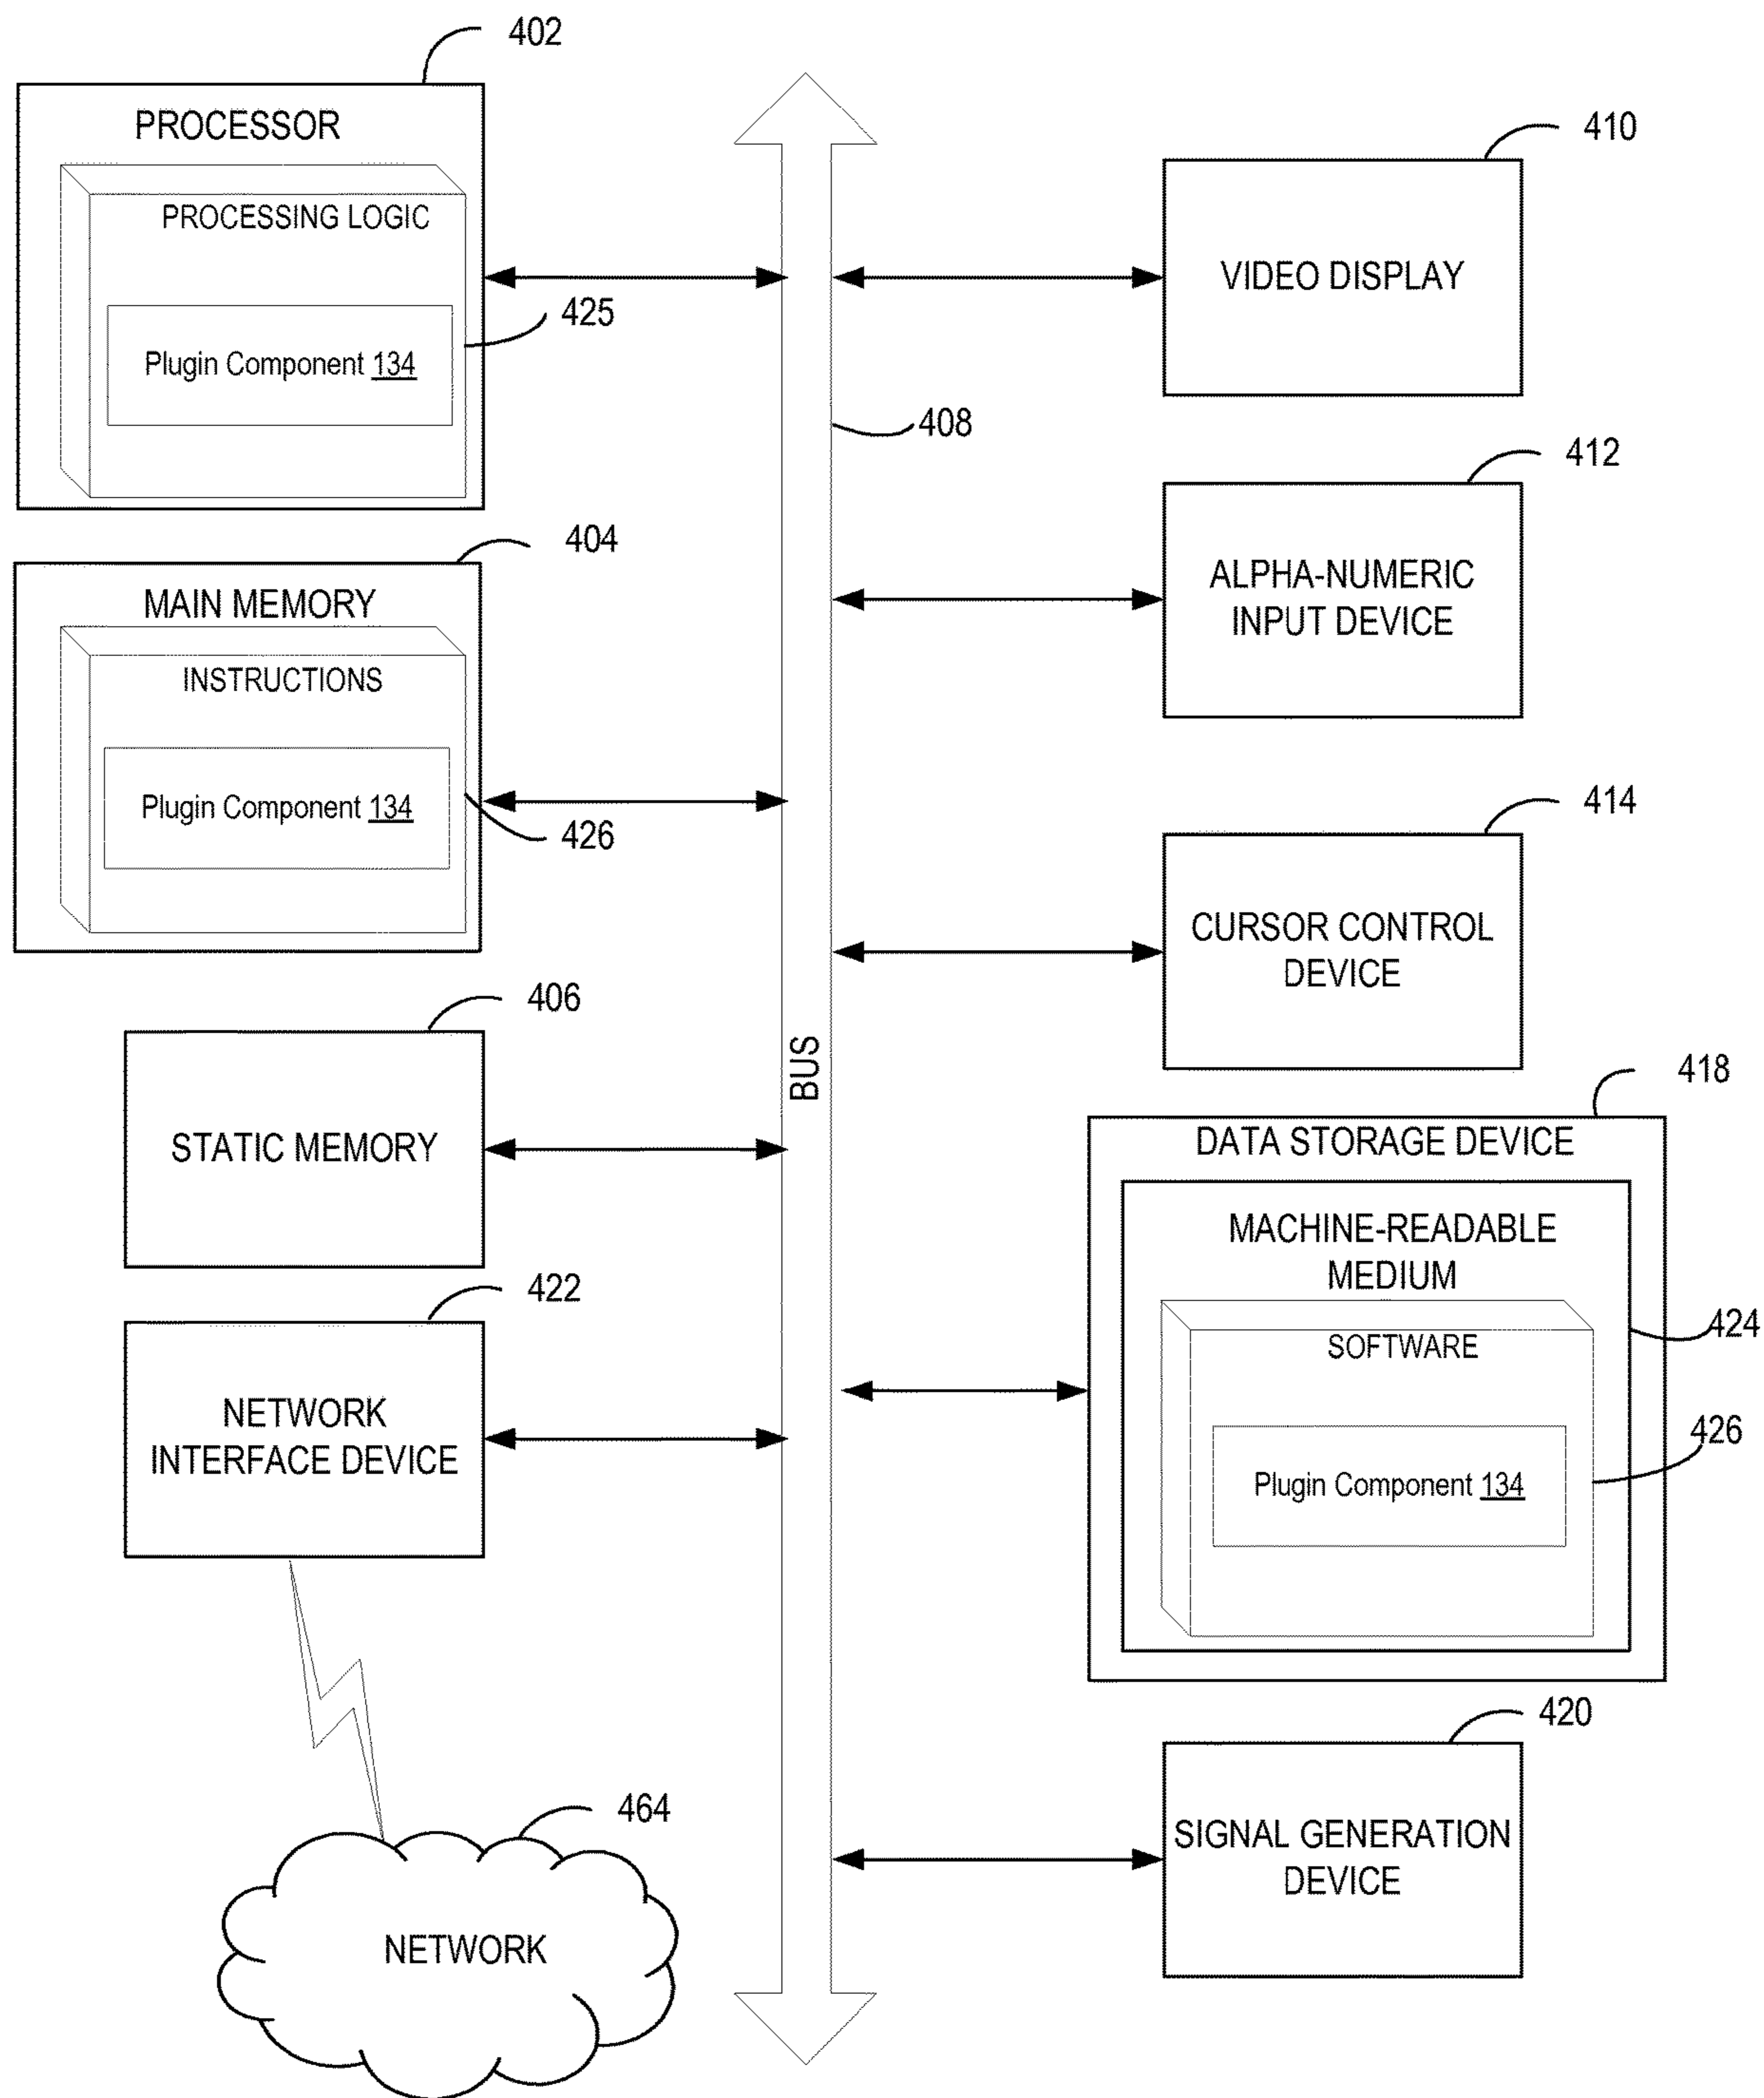 402
PROCESSOR
PROCESSING LOGIC
Plugin Component 134
425
404
MAIN MEMORY
INSTRUCTIONS
Plugin Component 134
426
406
STATIC MEMORY
422
NETWORK
INTERFACE DEVICE
464
NETWORK
BUS
408
410
VIDEO DISPLAY
412
ALPHA-NUMERIC
INPUT DEVICE
414
CURSOR CONTROL
DEVICE
418
DATA STORAGE DEVICE
MACHINE-READABLE
MEDIUM
424
SOFTWARE
426
Plugin Component 134
420
SIGNAL GENERATION
DEVICE